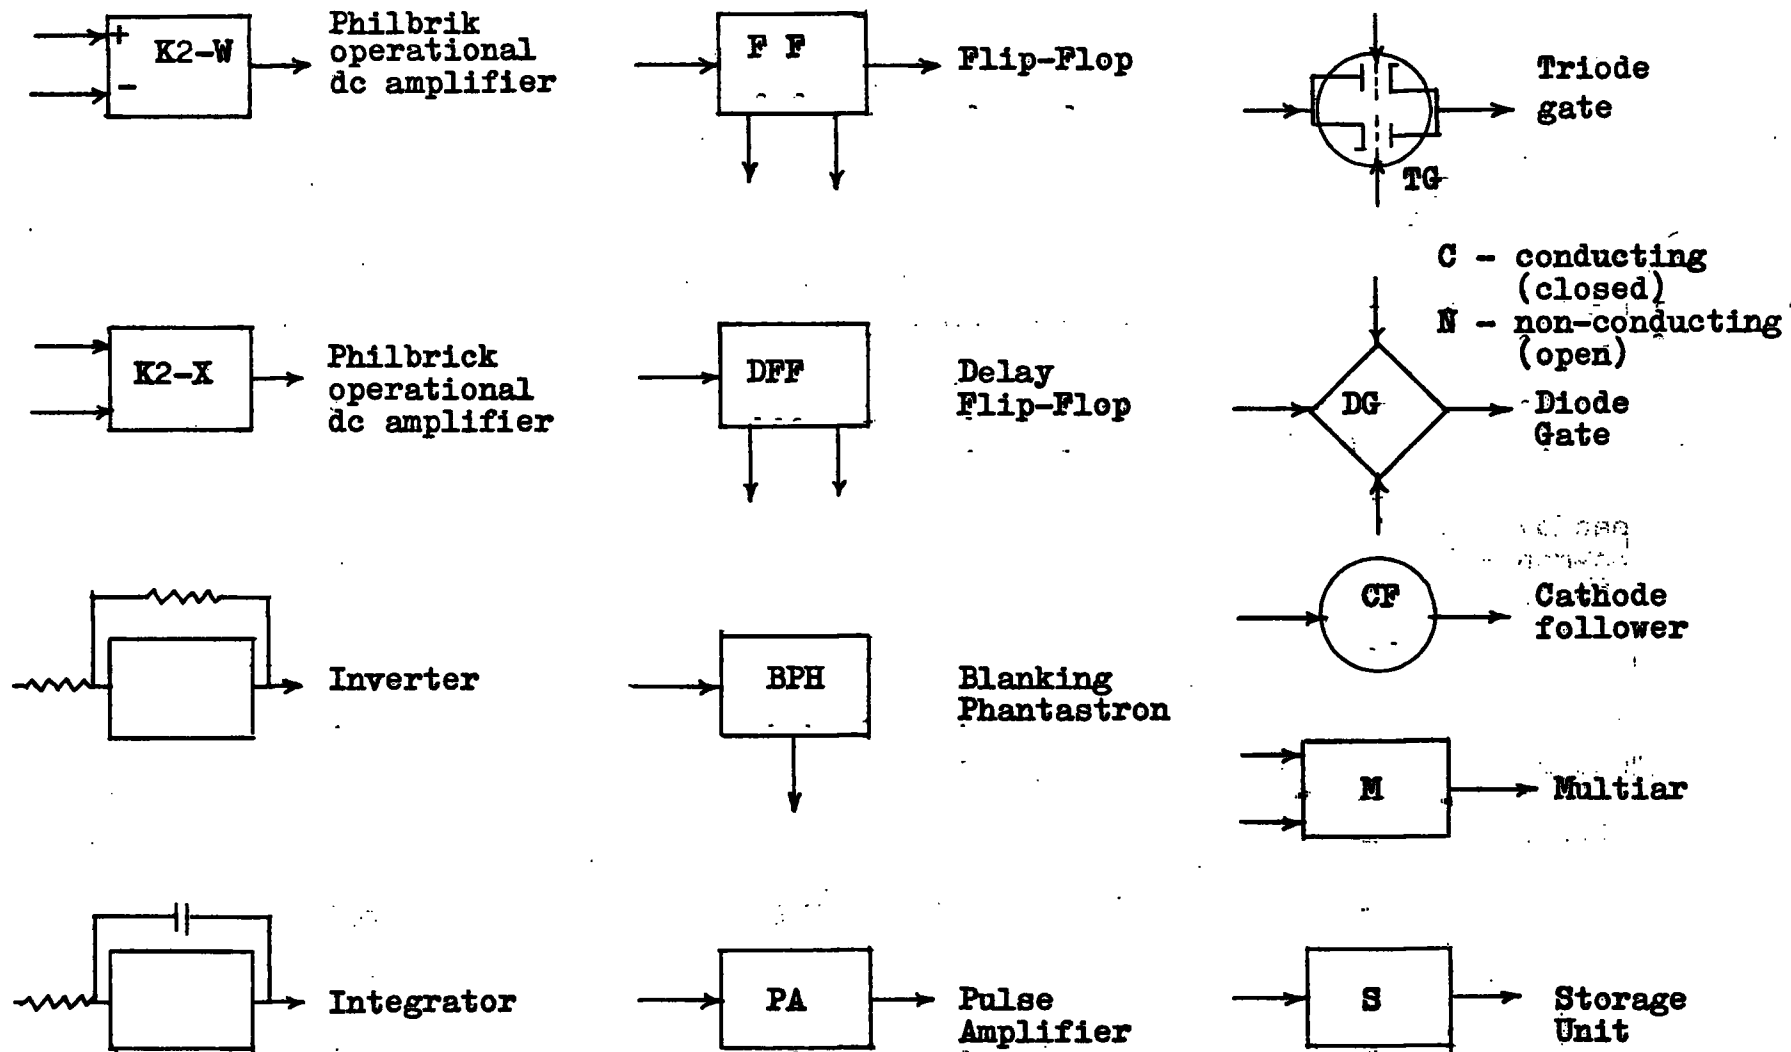 +
-
K2-W
Philbrik
operational
dc amplifier
K2-X
Philbrick
operational
dc amplifier
Inverter
Integrator
F F
Flip-Flop
DFF
Delay
Flip-Flop
BPH
Blanking
Phantastron
PA
Pulse
Amplifier
Triode
gate
TG
C - conducting
(closed)
N - non-conducting
(open)
DG
Diode
Gate
CF
Cathode
follower
M
Multiar
S
Storage
Unit